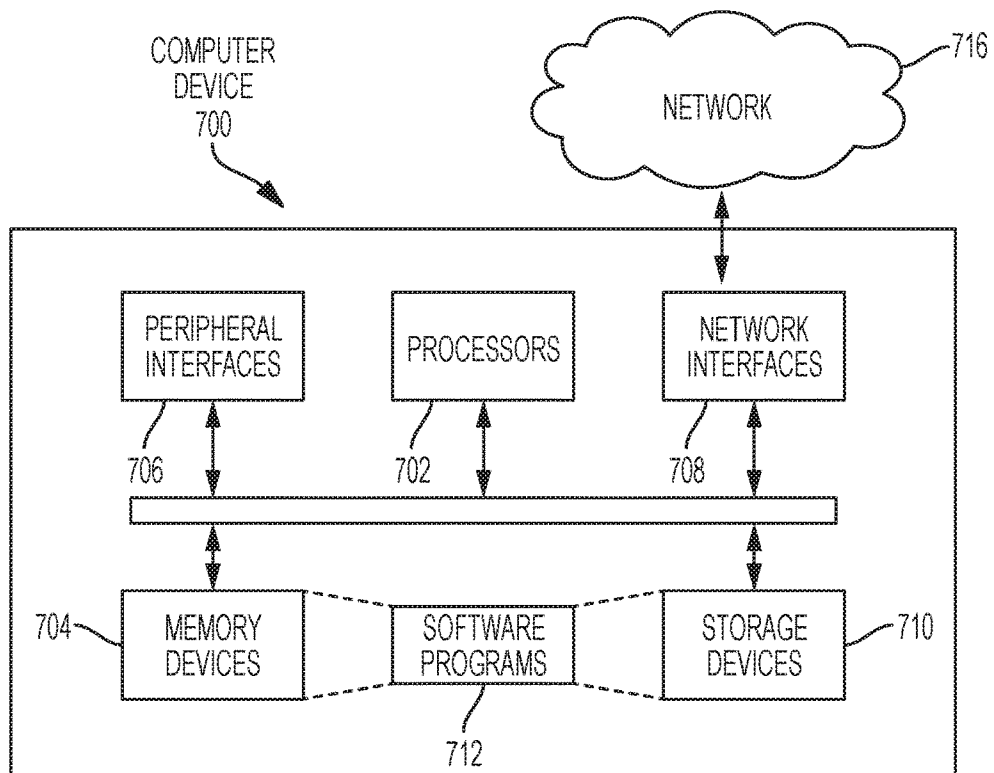 COMPUTER
DEVICE
700
NETWORK
716
PERIPHERAL
INTERFACES
PROCESSORS
NETWORK
INTERFACES
706
702
708
704
MEMORY
DEVICES
SOFTWARE
PROGRAMS
STORAGE
DEVICES
710
712